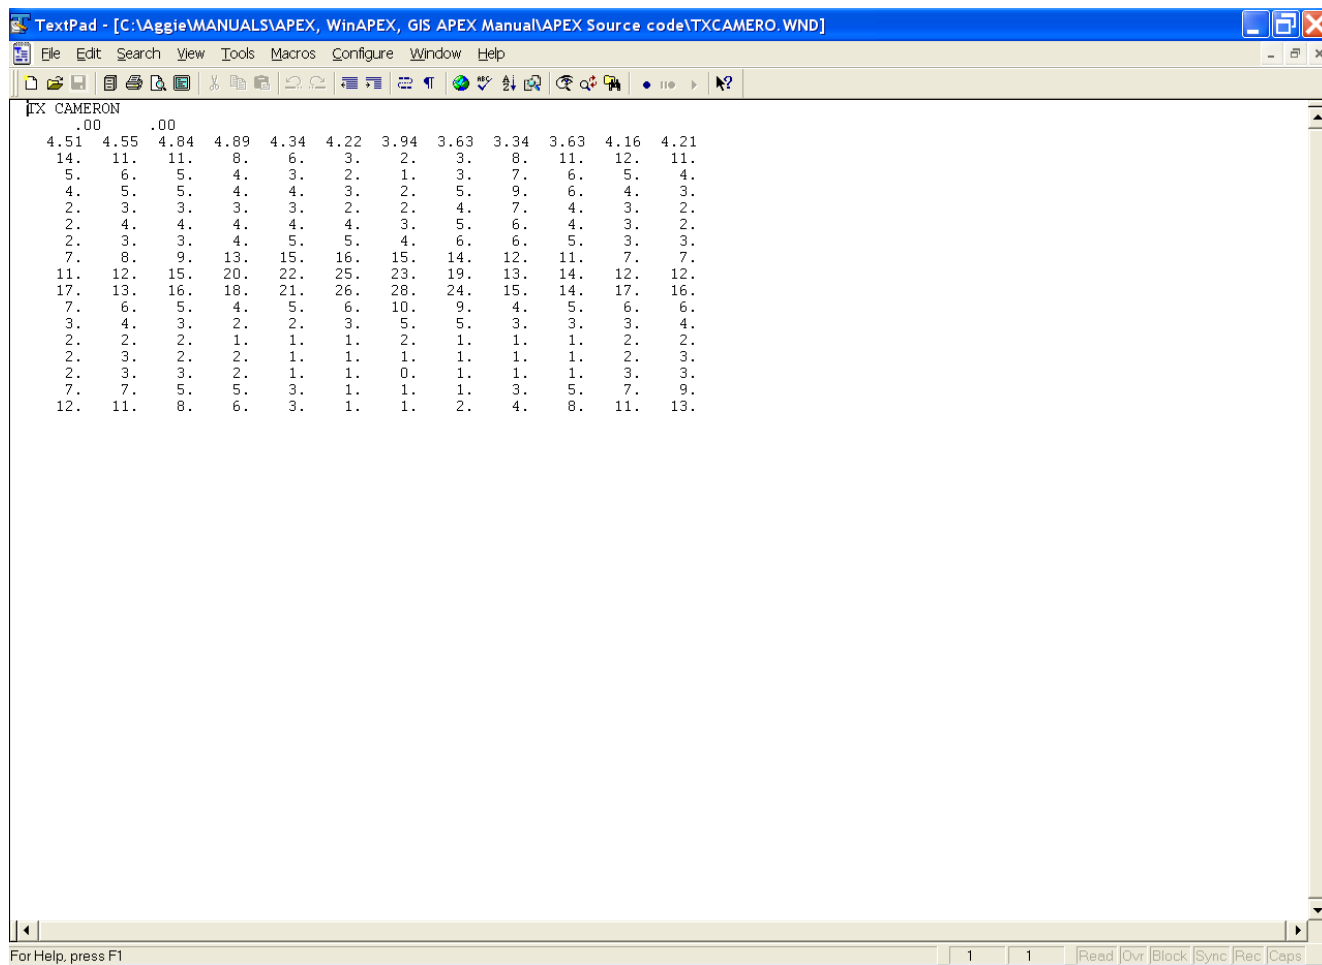 TextPad - [C:\Aggie\MANUALS\APEX, WinAPEX, GIS APEX Manual\APEX Source code\TXCAMERO.WND]
File Edit Search View Tools Macros Configure Window Help
TX CAMERON
.00 .00
4.51 4.55 4.84 4.89 4.34 4.22 3.94 3.63 3.34 3.63 4.16 4.21
14. 11. 11. 8. 6. 3. 2. 3. 8. 11. 12. 11.
5. 6. 5. 4. 3. 2. 1. 3. 7. 6. 5. 4.
4. 5. 5. 4. 4. 3. 2. 5. 9. 6. 4. 3.
2. 3. 3. 3. 3. 2. 2. 4. 7. 4. 3. 2.
2. 4. 4. 4. 4. 4. 3. 5. 6. 4. 3. 2.
2. 3. 3. 4. 5. 5. 4. 6. 6. 5. 3. 3.
7. 8. 9. 13. 15. 16. 15. 14. 12. 11. 7. 7.
11. 12. 15. 20. 22. 25. 23. 19. 13. 14. 12. 12.
17. 13. 16. 18. 21. 26. 28. 24. 15. 14. 17. 16.
7. 6. 5. 4. 5. 6. 10. 9. 4. 5. 6. 6.
3. 4. 3. 2. 2. 3. 5. 5. 3. 3. 3. 4.
2. 2. 2. 1. 1. 1. 2. 1. 1. 1. 2. 2.
2. 3. 2. 2. 1. 1. 1. 1. 1. 1. 2. 3.
2. 3. 3. 2. 1. 1. 0. 1. 1. 1. 3. 3.
7. 7. 5. 5. 3. 1. 1. 1. 3. 5. 7. 9.
12. 11. 8. 6. 3. 1. 1. 2. 4. 8. 11. 13.
For Help, press F1 1 1 Read Ovr Block Sync Rec Caps